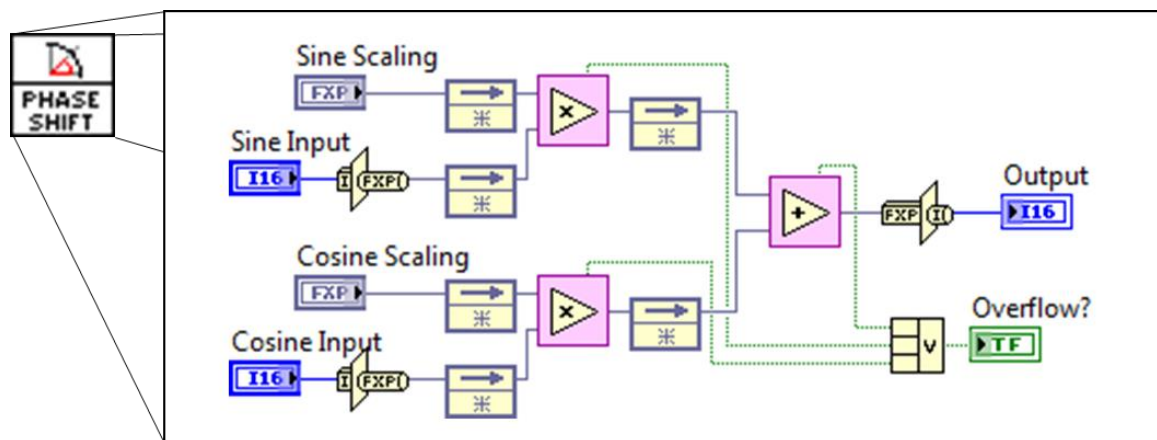 PHASE
SHIFT
Sine Scaling
FXP
Sine Input
I16
I
FXP(
×
Cosine Scaling
FXP
Cosine Input
I16
I
FXP(
×
+
FXP
I(
Output
I16
Overflow?
V
TF